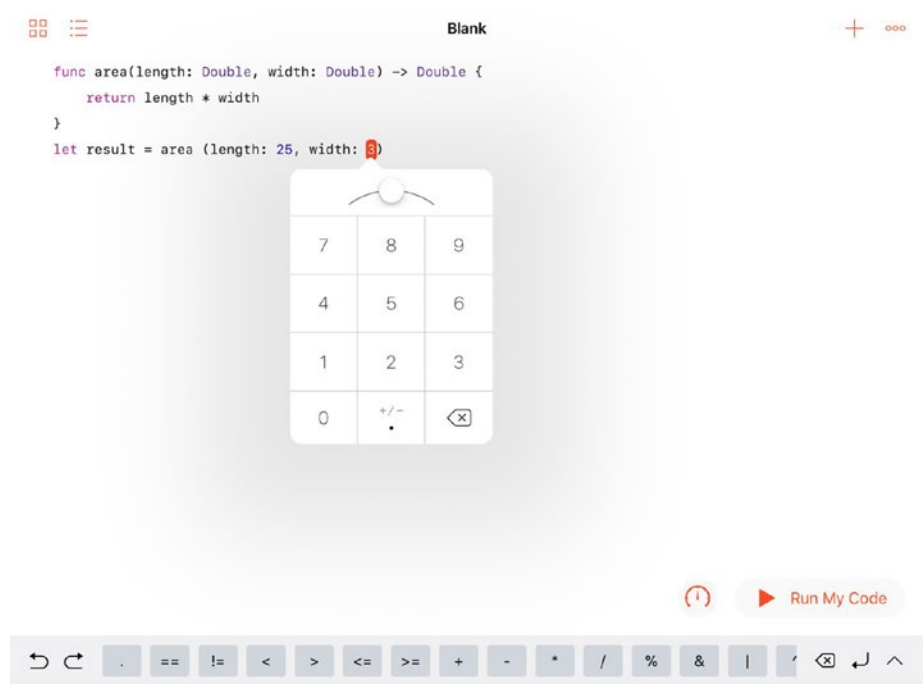 Blank
func area(length: Double, width: Double) -> Double {
return length * width
}
let result = area (length: 25, width: 3)
7 8 9
4 5 6
1 2 3
0 +/- .
Run My Code
. == != < > <= >= + - * / % & | ^